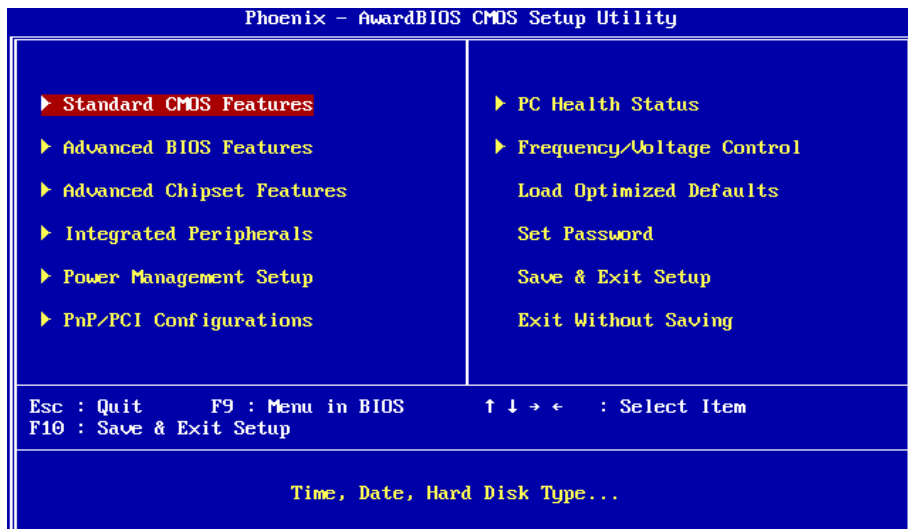 Phoenix - AwardBIOS CMOS Setup Utility
▶ Standard CMOS Features
▶ Advanced BIOS Features
▶ Advanced Chipset Features
▶ Integrated Peripherals
▶ Power Management Setup
▶ PnP/PCI Configurations
▶ PC Health Status
▶ Frequency/Voltage Control
Load Optimized Defaults
Set Password
Save & Exit Setup
Exit Without Saving
Esc : Quit F9 : Menu in BIOS ↑ ↓ → ← : Select Item
F10 : Save & Exit Setup
Time, Date, Hard Disk Type...